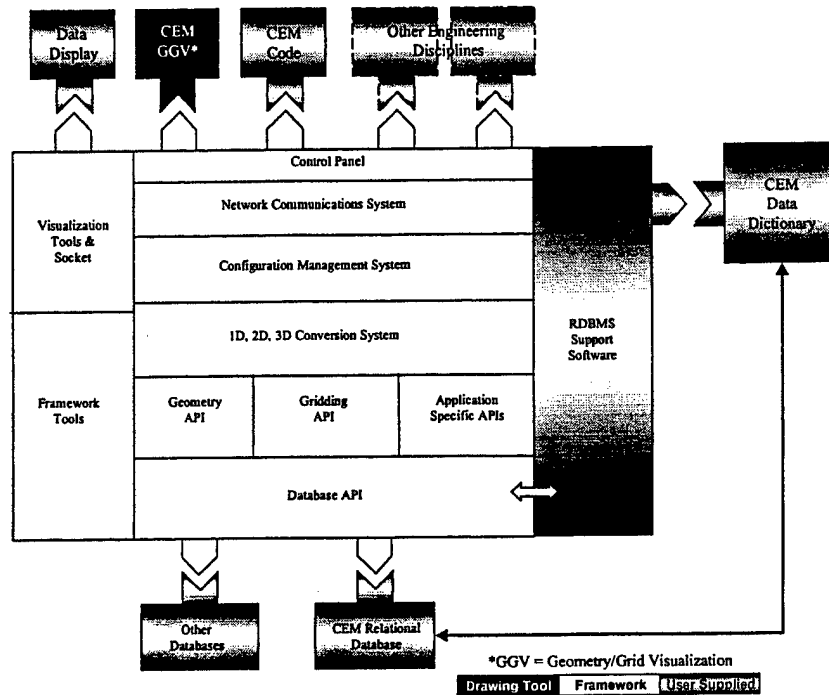 Data
Display
CEM
GGV*
CEM
Code
Other Engineering
Disciplines
Control Panel
Network Communications System
Visualization
Tools &
Socket
Configuration Management System
CEM
Data
Dictionary
1D, 2D, 3D Conversion System
RDBMS
Support
Software
Framework
Tools
Geometry
API
Gridding
API
Application
Specific APIs
Database API
Other
Databases
CEM Relational
Database
*GGV = Geometry/Grid Visualization
Drawing Tool
Framework
User Supplied